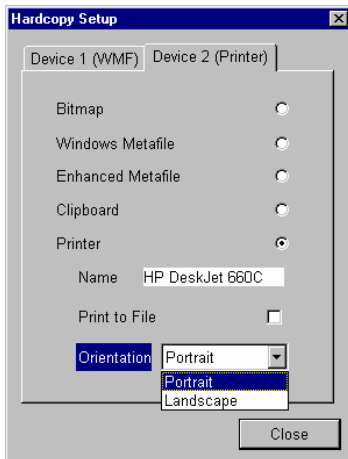 Hardcopy Setup
Device 1 (WMF) Device 2 (Printer)
Bitmap
Windows Metafile
Enhanced Metafile
Clipboard
Printer
Name HP DeskJet 660C
Print to File
Orientation Portrait
Portrait
Landscape
Close